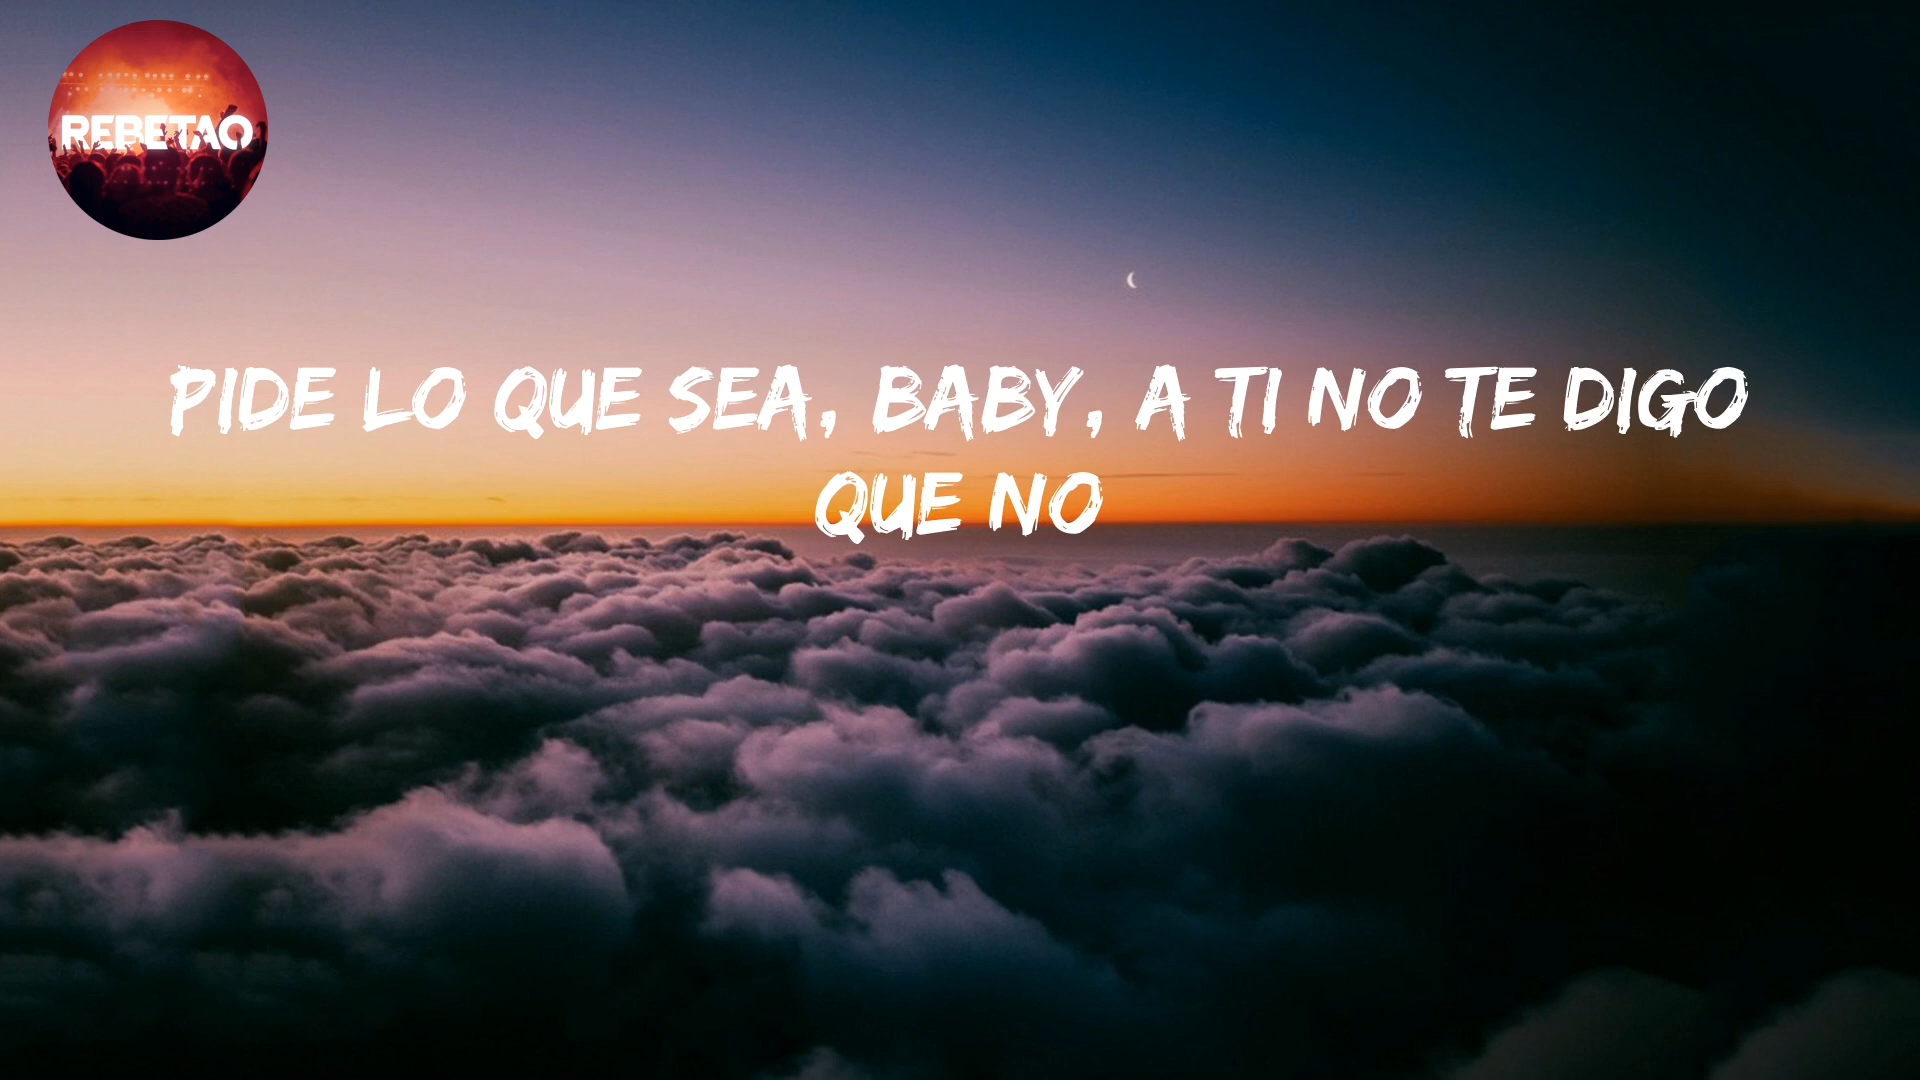 REBETAO
PIDE LO QUE SEA, BABY, A TI NO TE DIGO
QUE NO